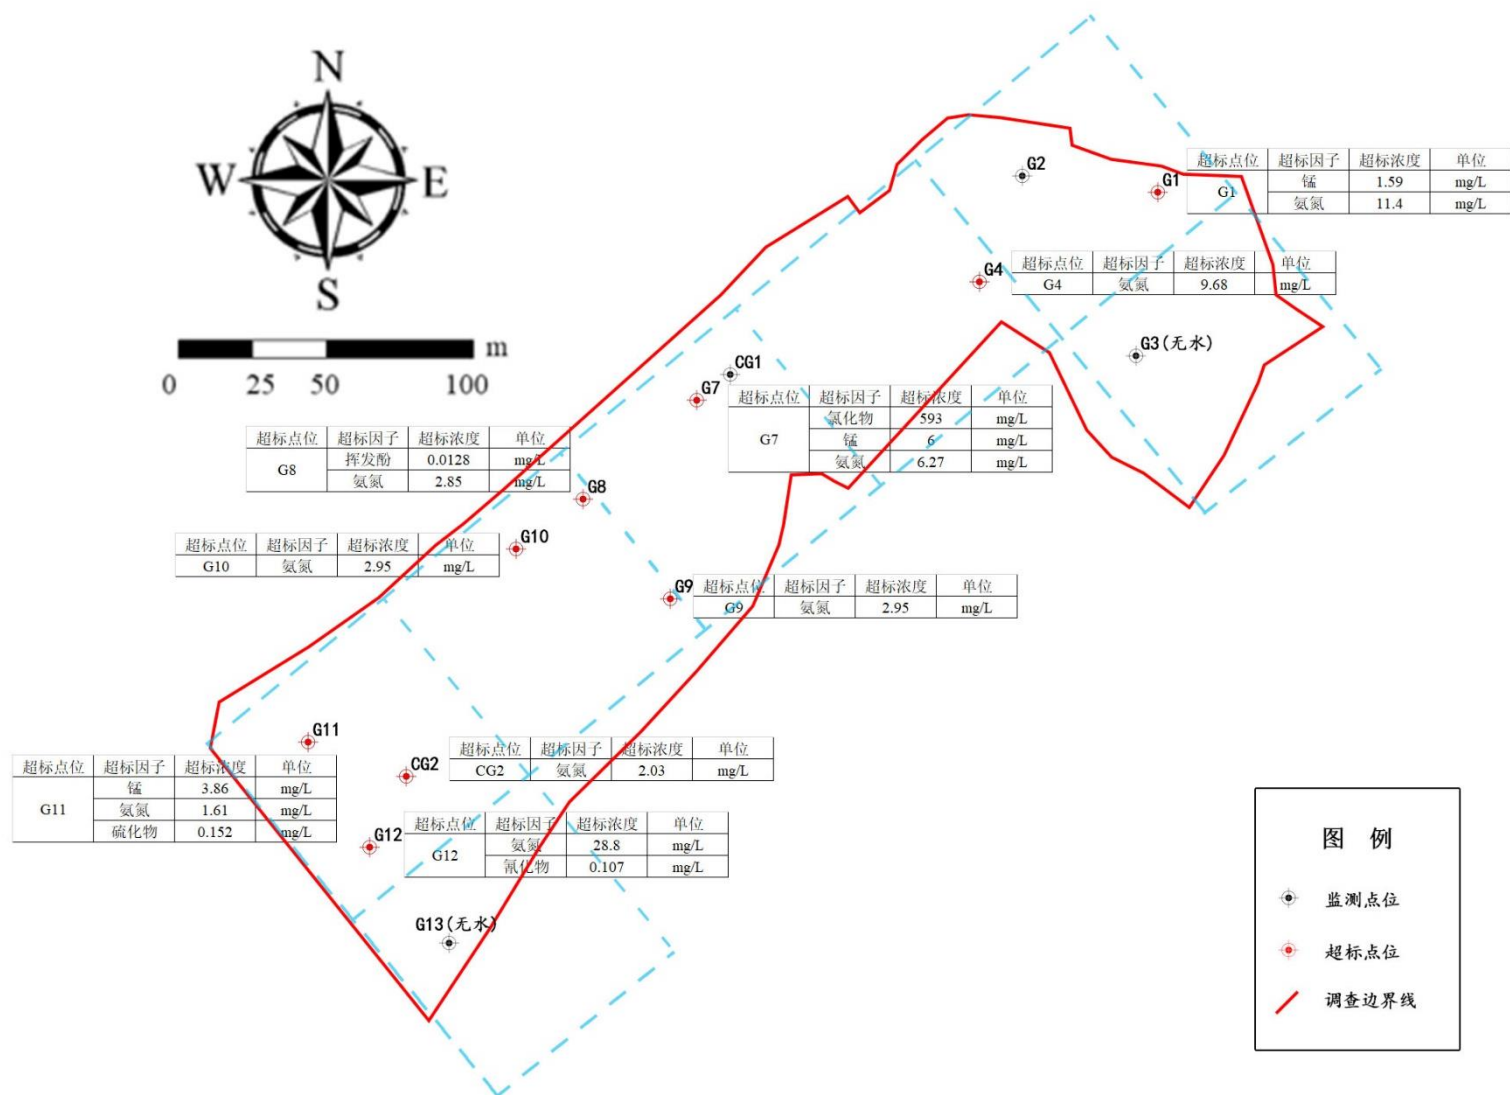 N
W E
S
m
0 25 50 100
G2
G1
超标点位 超标因子 超标浓度 单位
G1 锰 1.59 mg/L
氨氮 11.4 mg/L
G4
超标点位 超标因子 超标浓度 单位
G4 氨氮 9.68 mg/L
G3(无水)
CG1
G7
超标点位 超标因子 超标浓度 单位
G7 氯化物 593 mg/L
锰 6 mg/L
氨氮 6.27 mg/L
超标点位 超标因子 超标浓度 单位
G8 挥发酚 0.0128 mg/L
氨氮 2.85 mg/L
G8
G10
超标点位 超标因子 超标浓度 单位
G10 氨氮 2.95 mg/L
G9
超标点位 超标因子 超标浓度 单位
G9 氨氮 2.95 mg/L
G11
超标点位 超标因子 超标浓度 单位
G11 锰 3.86 mg/L
氨氮 1.61 mg/L
硫化物 0.152 mg/L
CG2
超标点位 超标因子 超标浓度 单位
CG2 氨氮 2.03 mg/L
G12
超标点位 超标因子 超标浓度 单位
G12 氨氮 28.8 mg/L
氰化物 0.107 mg/L
G13(无水)
图 例
监测点位
超标点位
调查边界线